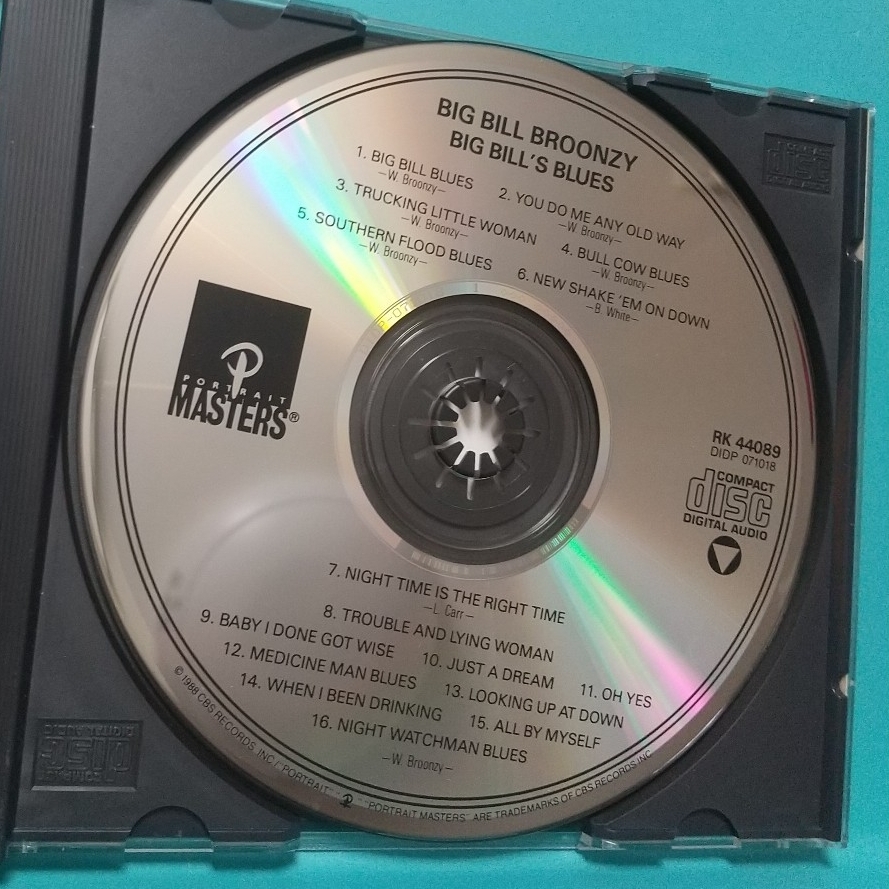 BIG BILL BROONZY
BIG BILL'S BLUES
1. BIG BILL BLUES
—W. Broonzy—
2. YOU DO ME ANY OLD WAY
—W. Broonzy—
3. TRUCKING LITTLE WOMAN
—W. Broonzy—
4. BULL COW BLUES
—W. Broonzy—
5. SOUTHERN FLOOD BLUES
—W. Broonzy—
6. NEW SHAKE 'EM ON DOWN
—B. White—
PORTRAIT
MASTERS®
RK 44089
DIDP 071018
COMPACT
disc
DIGITAL AUDIO
7. NIGHT TIME IS THE RIGHT TIME
—L. Carr—
8. TROUBLE AND LYING WOMAN
9. BABY I DONE GOT WISE
10. JUST A DREAM
11. OH YES
12. MEDICINE MAN BLUES
13. LOOKING UP AT DOWN
14. WHEN I BEEN DRINKING
15. ALL BY MYSELF
16. NIGHT WATCHMAN BLUES
—W. Broonzy—
© 1988 CBS RECORDS, INC./"PORTRAIT," "PORTRAIT MASTERS" ARE TRADEMARKS OF CBS RECORDS INC.
COMPACT
disc
DIGITAL AUDIO